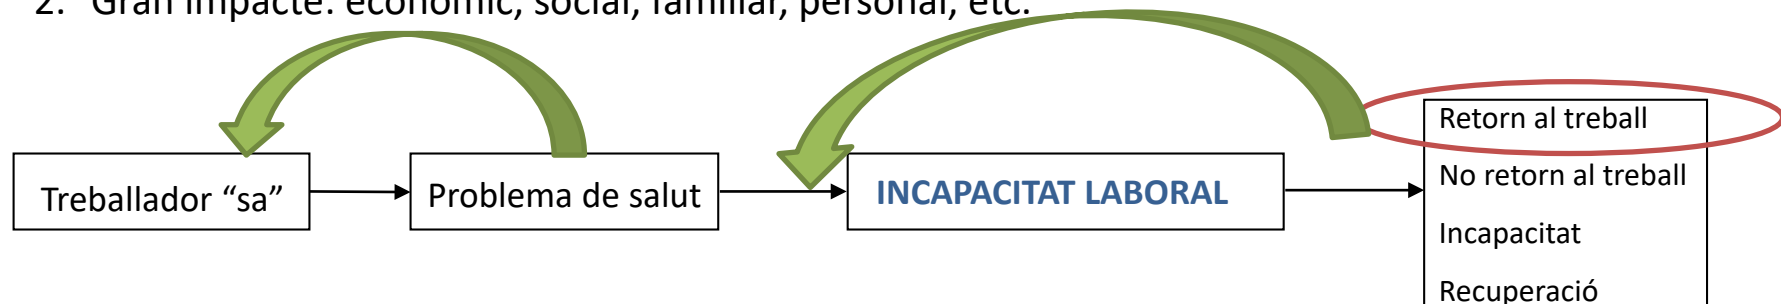 2. Gran impacte: econòmic, social, familiar, personal, etc.
Treballador “sa”
Problema de salut
INCAPACITAT LABORAL
Retorn al treball
No retorn al treball
Incapacitat
Recuperació